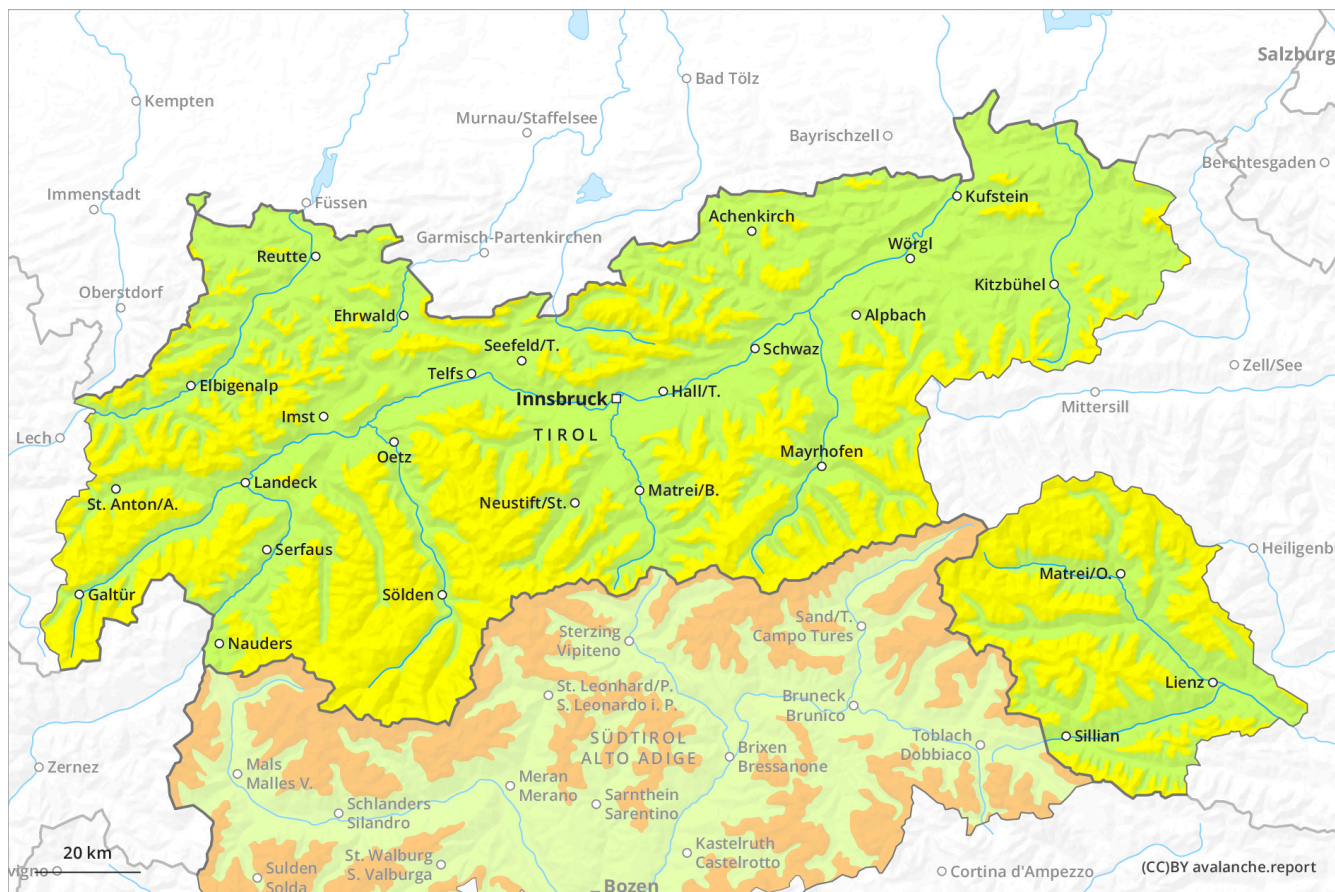 Salzburg
Bad Tölz
Kempten
Murnau/Staffelsee
Bayrischzell
Berchtesgaden
Immenstadt
Füssen
Kufstein
Achenkirch
Garmisch-Partenkirchen
Wörgl
Reutte
Oberstdorf
Kitzbühel
Ehrwald
Alpbach
Seefeld/T.
Schwaz
Zell/See
Telfs
Elbigenalp
Innsbruck
Hall/T.
Mittersill
Imst
Lech
TIROL
Oetz
Mayrhofen
Landeck
Matrei/B.
St. Anton/A.
Neustift/St.
Serfaus
Heiligenb
Matrei/O.
Galtür
Sölden
Sand/T.
Campo Tures
Sterzing
Vipiteno
Nauders
Lienz
St. Leonhard/P.
S. Leonardo i. P.
Bruneck
Brunico
SÜDTIROL
ALTO ADIGE
Toblach
Dobbiaco
Sillian
Brixen
Bressanone
Zernez
Mals
Malles V.
Meran
Merano
Sarnthein
Sarentino
Schlanders
Silandro
Kastelruth
Castelrotto
20 km
St. Walburg
S. Valburga
vigno
Sulden
Solda
Bozen
Cortina d'Ampezzo
(CC)BY avalanche.report